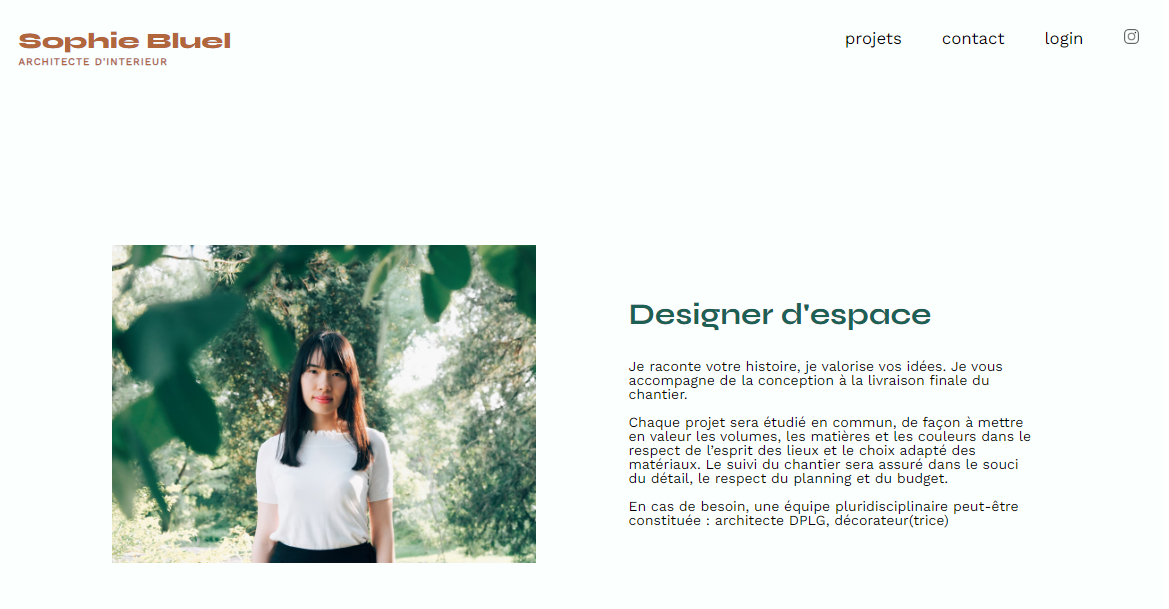 Sophie Bluel
ARCHITECTE D'INTERIEUR
projets
contact
login
Designer d'espace
Je raconte votre histoire, je valorise vos idées. Je vous
accompagne de la conception à la livraison finale du
chantier.
Chaque projet sera étudié en commun, de façon à mettre
en valeur les volumes, les matières et les couleurs dans le
respect de l’esprit des lieux et le choix adapté des
matériaux. Le suivi du chantier sera assuré dans le souci
du détail, le respect du planning et du budget.
En cas de besoin, une équipe pluridisciplinaire peut-être
constituée : architecte DPLG, décorateur(trice)